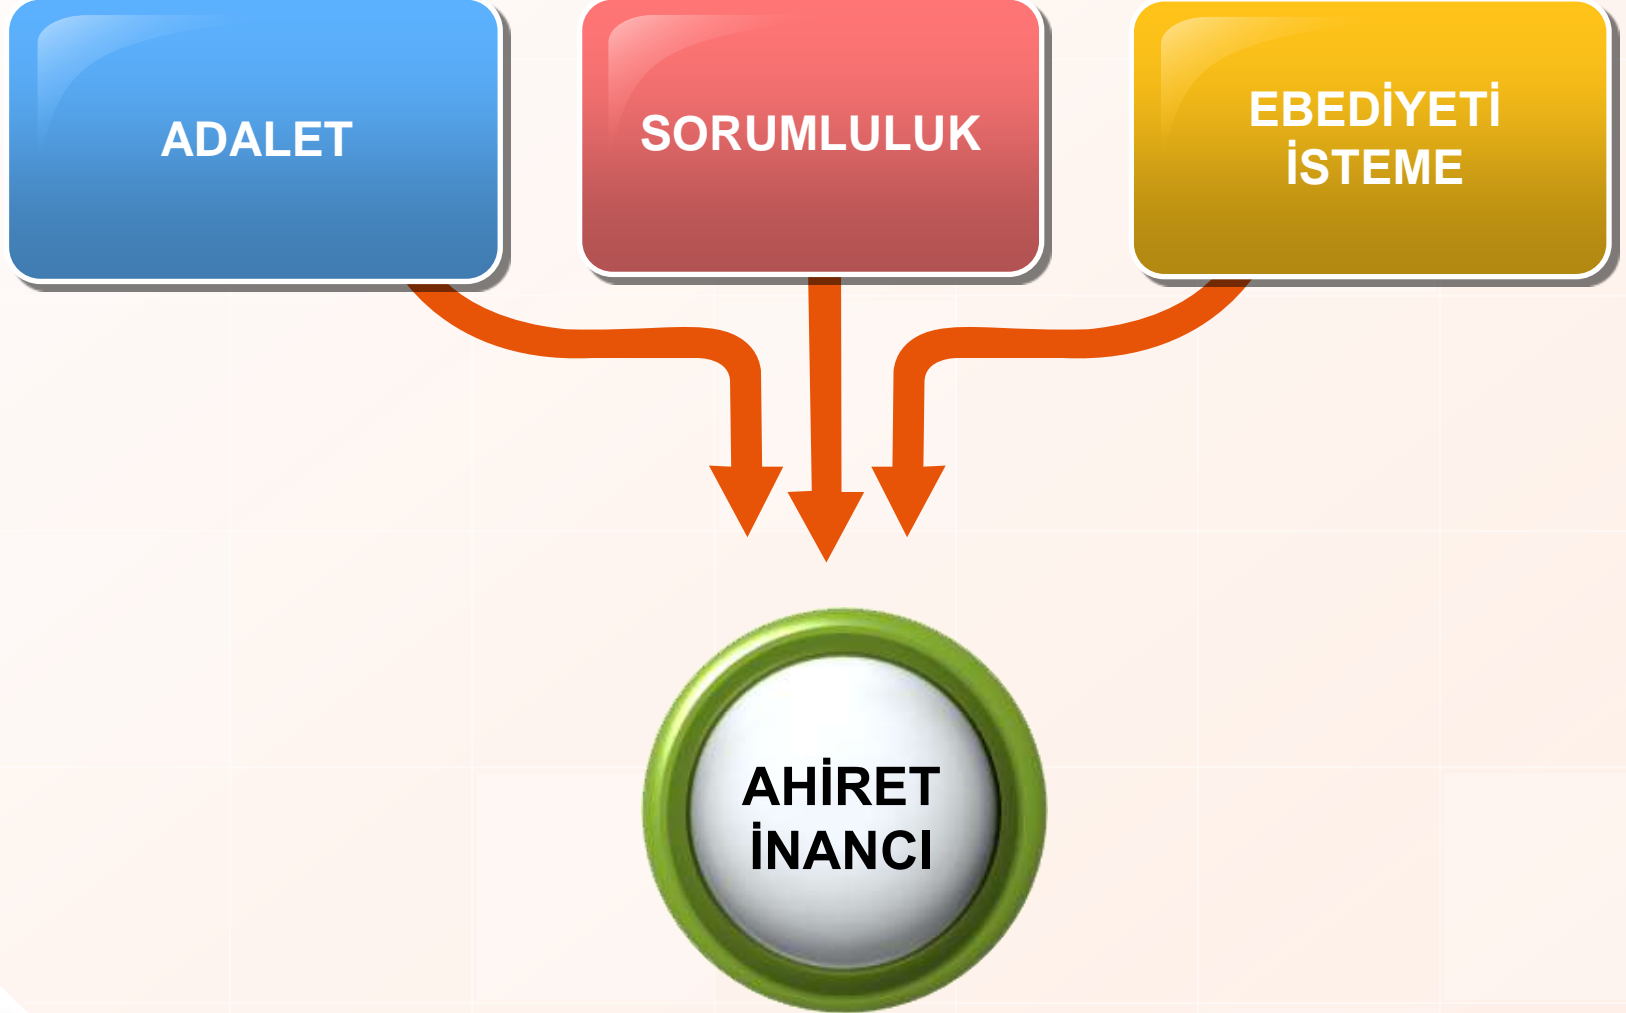 ADALET
SORUMLULUK
EBEDİYETİ
İSTEME
AHİRET
İNANCI